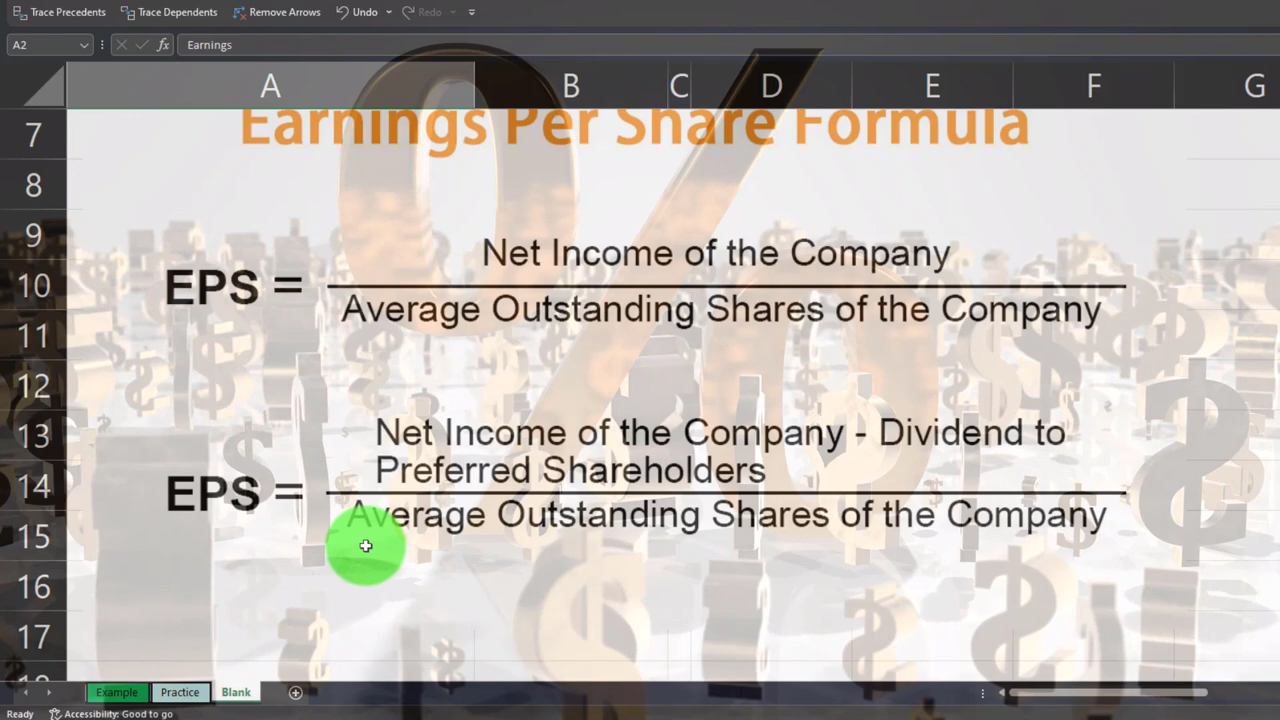 Trace Precedents Trace Dependents Remove Arrows Undo Redo
A2 fx Earnings
A B C D E F G
7
Earnings Per Share Formula
8
9
Net Income of the Company
10
EPS =
Average Outstanding Shares of the Company
11
12
13
Net Income of the Company - Dividend to
Preferred Shareholders
14
EPS =
Average Outstanding Shares of the Company
15
16
17
Example Practice Blank
Ready Accessibility: Good to go